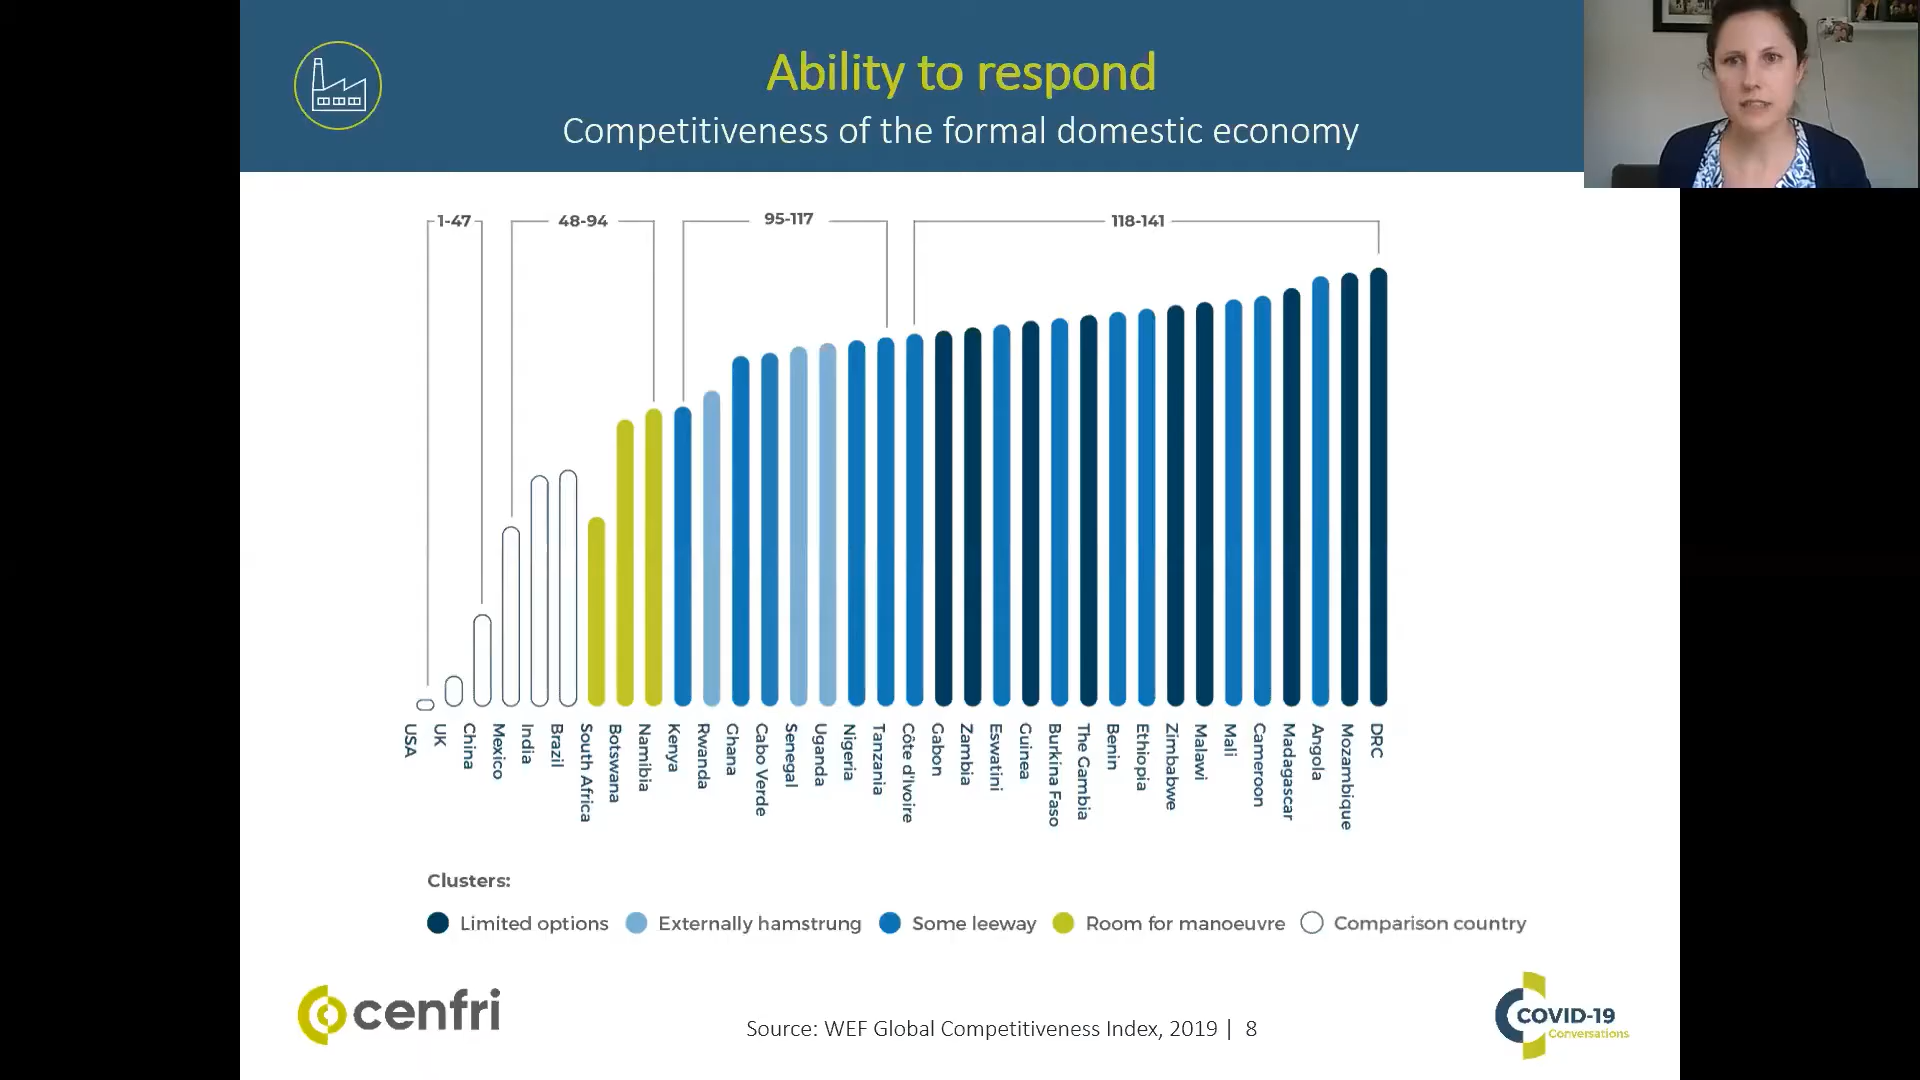 Ability to respond
Competitiveness of the formal domestic economy
1-47
48-94
95-117
118-141
USA
UK
China
Mexico
India
Brazil
South Africa
Botswana
Namibia
Kenya
Rwanda
Ghana
Cabo Verde
Senegal
Uganda
Nigeria
Tanzania
Côte d'Ivoire
Gabon
Zambia
Eswatini
Guinea
Burkina Faso
The Gambia
Benin
Ethiopia
Zimbabwe
Malawi
Mali
Cameroon
Madagascar
Angola
Mozambique
DRC
Clusters:
Limited options
Externally hamstrung
Some leeway
Room for manoeuvre
Comparison country
cenfri
Source: WEF Global Competitiveness Index, 2019 | 8
COVID-19
Conversations